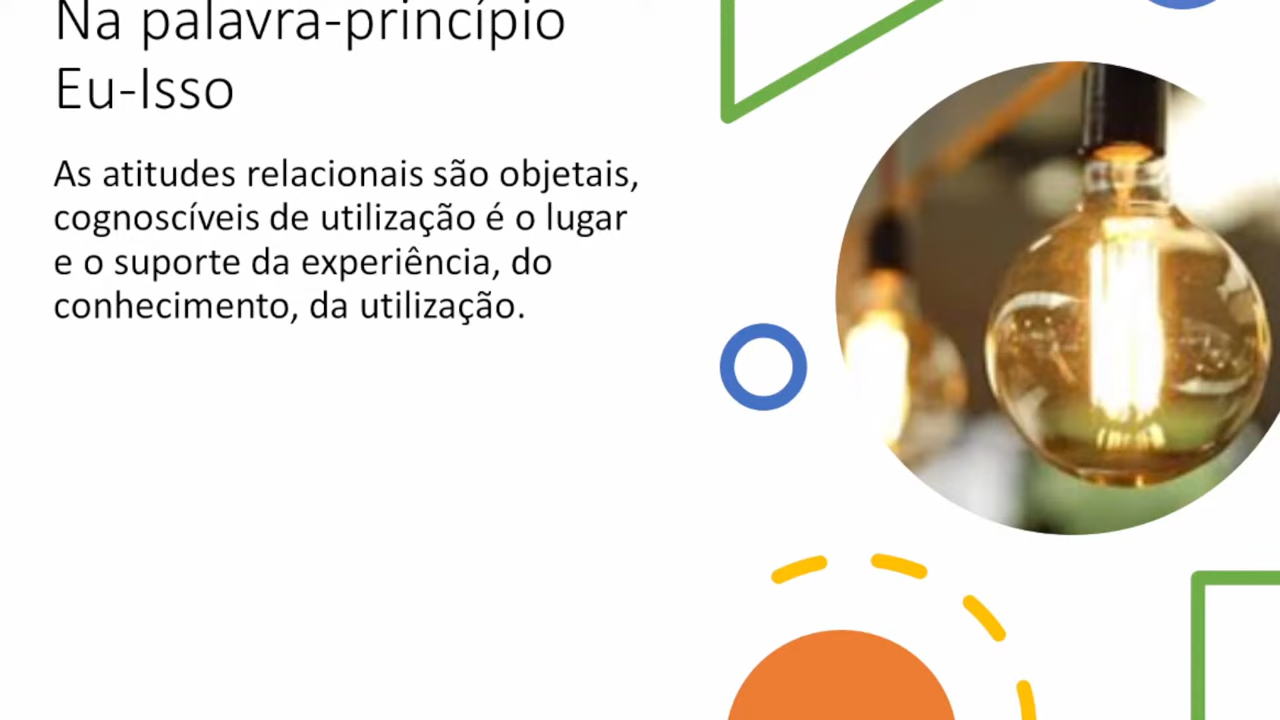 Na palavra-princípio
Eu-Isso
As atitudes relacionais são objetais,
cognoscíveis de utilização é o lugar
e o suporte da experiência, do
conhecimento, da utilização.